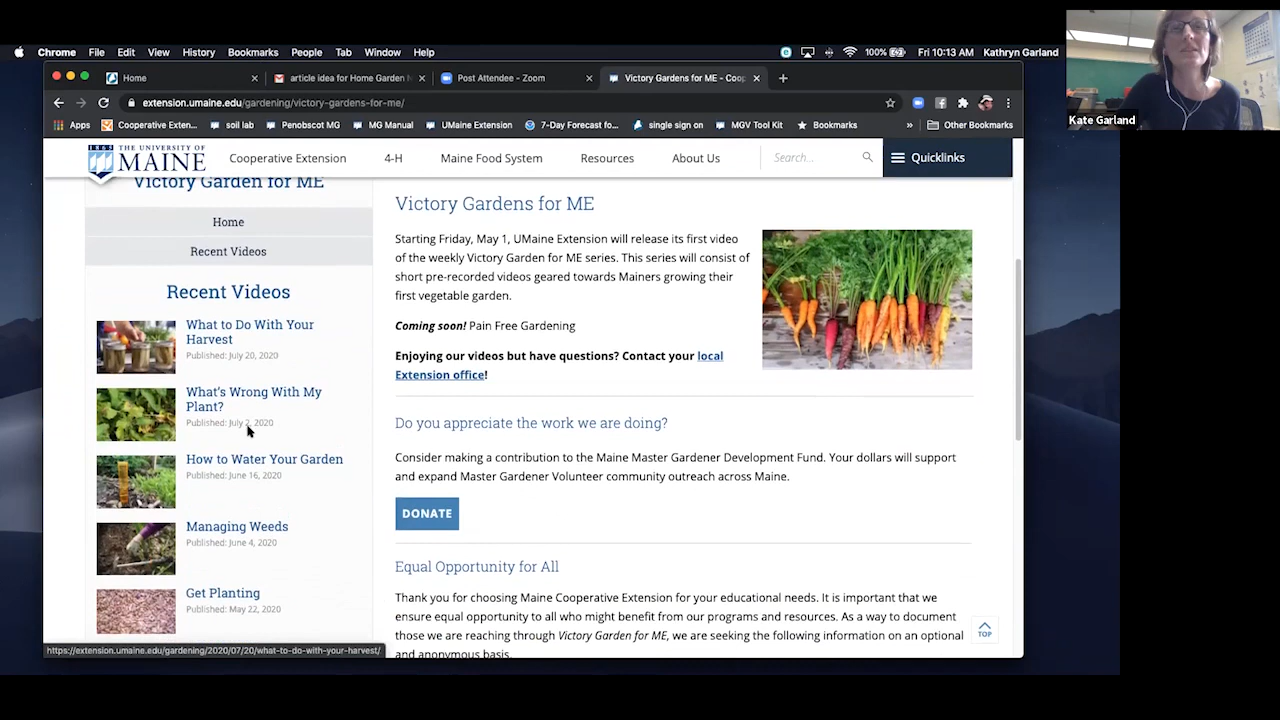 Chrome File Edit View History Bookmarks People Tab Window Help 100% Fri 10:13 AM Kathryn Garland
Home article idea for Home Garden Post Attendee - Zoom Victory Gardens for ME - Coop
extension.umaine.edu/gardening/victory-gardens-for-me/
Apps Cooperative Exten... soil lab Penobscot MG MG Manual UMaine Extension 7-Day Forecast fo... single sign on MGV Tool Kit Bookmarks » Other Bookmarks
Kate Garland
1865 THE UNIVERSITY OF
MAINE Cooperative Extension 4-H Maine Food System Resources About Us Search... Quicklinks
Victory Garden for ME
Home
Recent Videos
Recent Videos
What to Do With Your
Harvest
Published: July 20, 2020
What's Wrong With My
Plant?
Published: July 2, 2020
How to Water Your Garden
Published: June 16, 2020
Managing Weeds
Published: June 4, 2020
Get Planting
Published: May 22, 2020
Victory Gardens for ME
Starting Friday, May 1, UMaine Extension will release its first video
of the weekly Victory Garden for ME series. This series will consist of
short pre-recorded videos geared towards Mainers growing their
first vegetable garden.
Coming soon! Pain Free Gardening
Enjoying our videos but have questions? Contact your local
Extension office!
Do you appreciate the work we are doing?
Consider making a contribution to the Maine Master Gardener Development Fund. Your dollars will support
and expand Master Gardener Volunteer community outreach across Maine.
DONATE
Equal Opportunity for All
Thank you for choosing Maine Cooperative Extension for your educational needs. It is important that we
ensure equal opportunity to all who might benefit from our programs and resources. As a way to document
those we are reaching through Victory Garden for ME, we are seeking the following information on an optional
and anonymous basis.
TOP
https://extension.umaine.edu/gardening/2020/07/20/what-to-do-with-your-harvest/